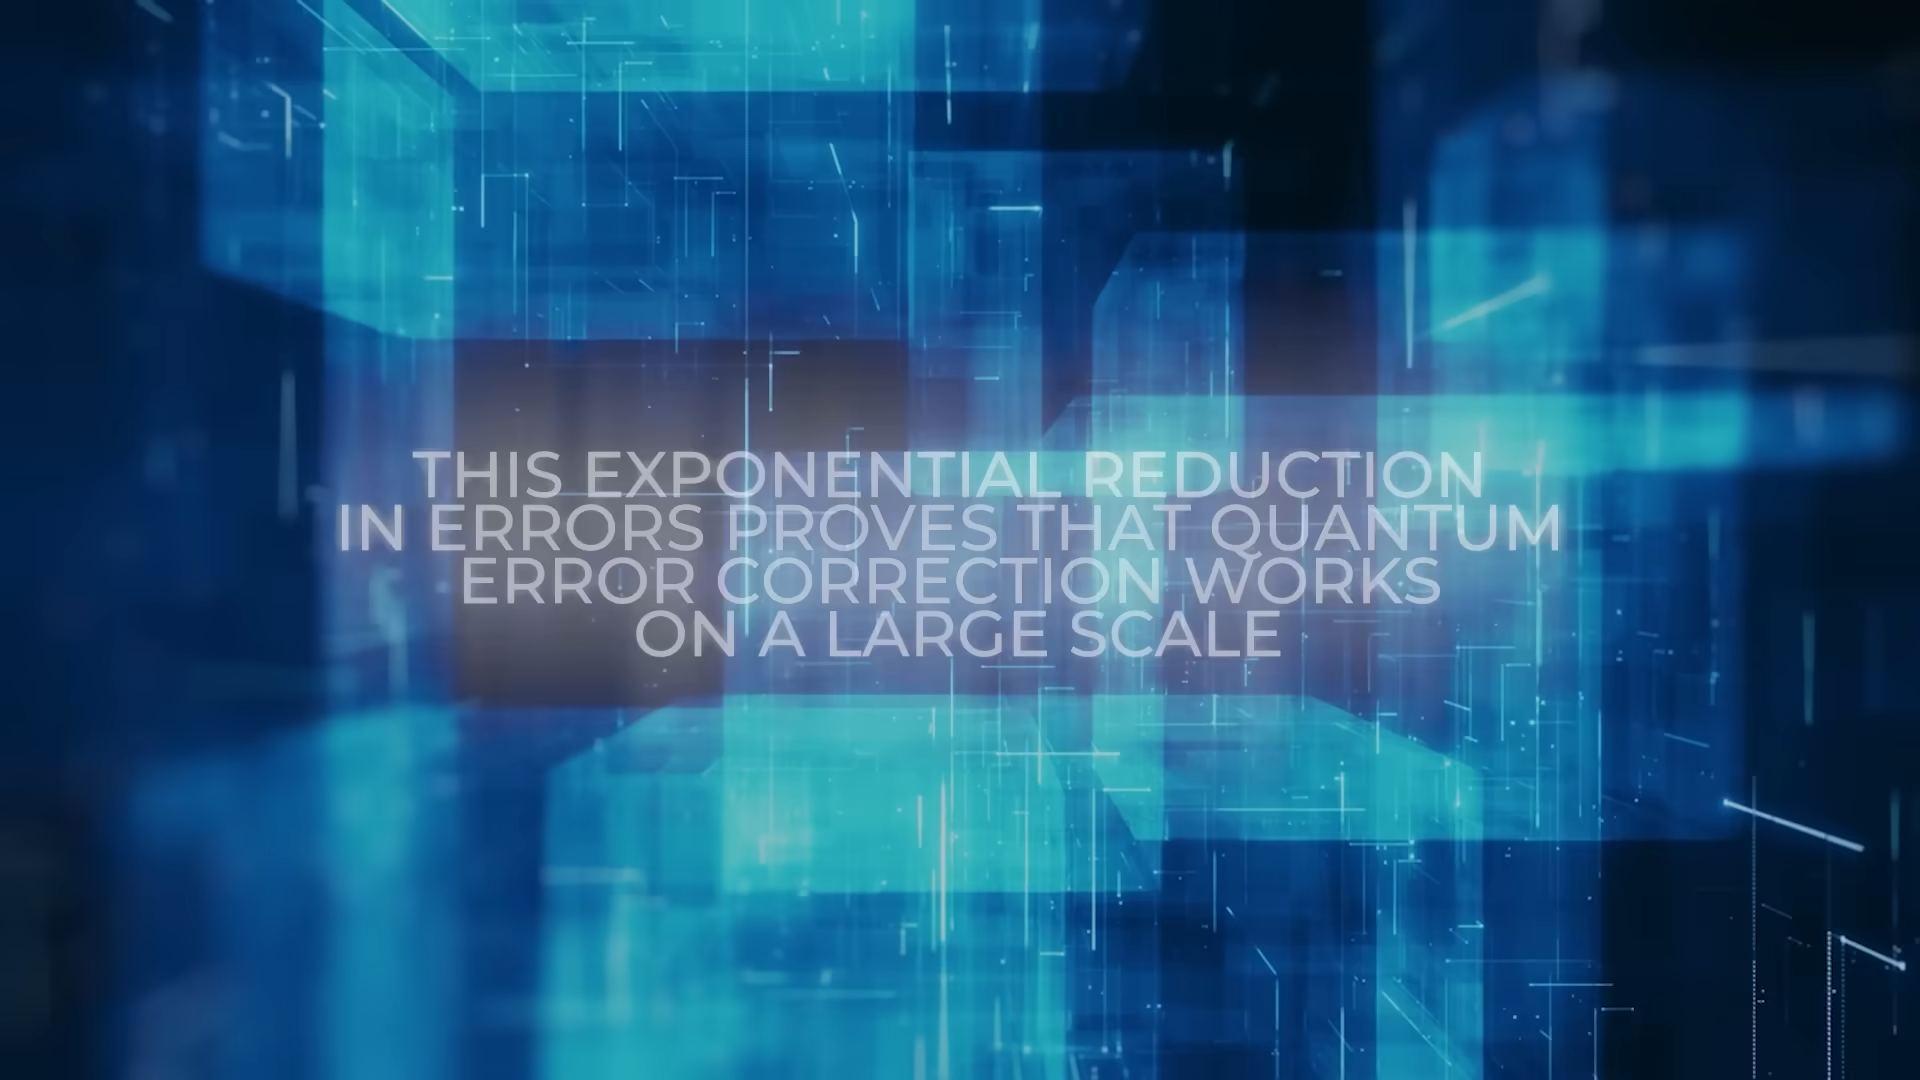 THIS EXPONENTIAL REDUCTION
IN ERRORS PROVES THAT QUANTUM
ERROR CORRECTION WORKS
ON A LARGE SCALE